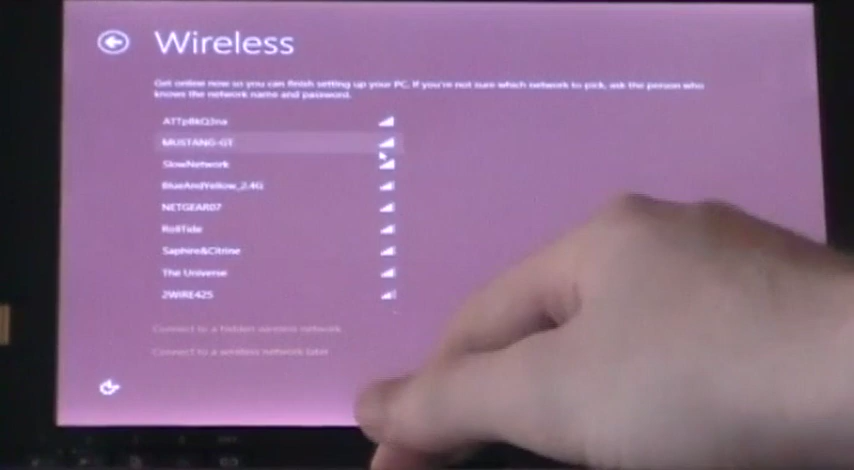 Wireless
Get online now so you can finish setting up your PC. If you're not sure which network to pick, ask the person who
knows the network name and password.
ATTpBkQ3na
MUSTANG-GT
SlowNetwork
BlueAndYellow_2.4G
NETGEAR07
RollTide
Saphire&Citrine
The Universe
2WIRE425
Connect to a hidden wireless network
Connect to a wireless network later